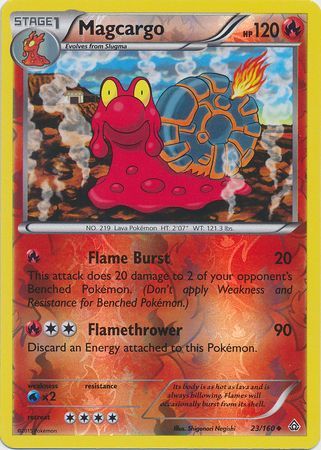 STAGE1
Magcargo
HP120
Evolves from Slugma
NO. 219 Lava Pokémon HT: 2'07" WT: 121.3 lbs.
Flame Burst 20
This attack does 20 damage to 2 of your opponent's
Benched Pokémon. (Don't apply Weakness and
Resistance for Benched Pokémon.)
Flamethrower 90
Discard an Energy attached to this Pokémon.
weakness resistance
×2
retreat
Its body is as hot as lava and is
always billowing. Flames will
occasionally burst from its shell.
©2015 Pokémon
Illus. Shigenori Negishi
23/160